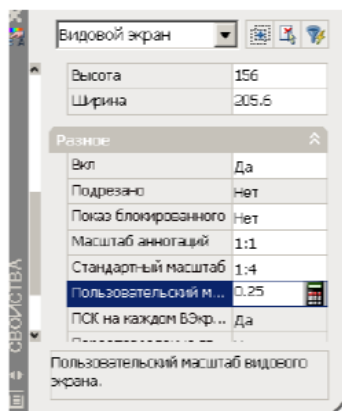 Видовой экран
Высота 156
Ширина 205.6
Разное
Вкл Да
Подрезано Нет
Показ блокированного Нет
Масштаб аннотаций 1:1
Стандартный масштаб 1:4
Пользовательский м... 0.25
ПСК на каждом ВЭкр... Да
СВОЙСТВА
Пользовательский масштаб видового
экрана.